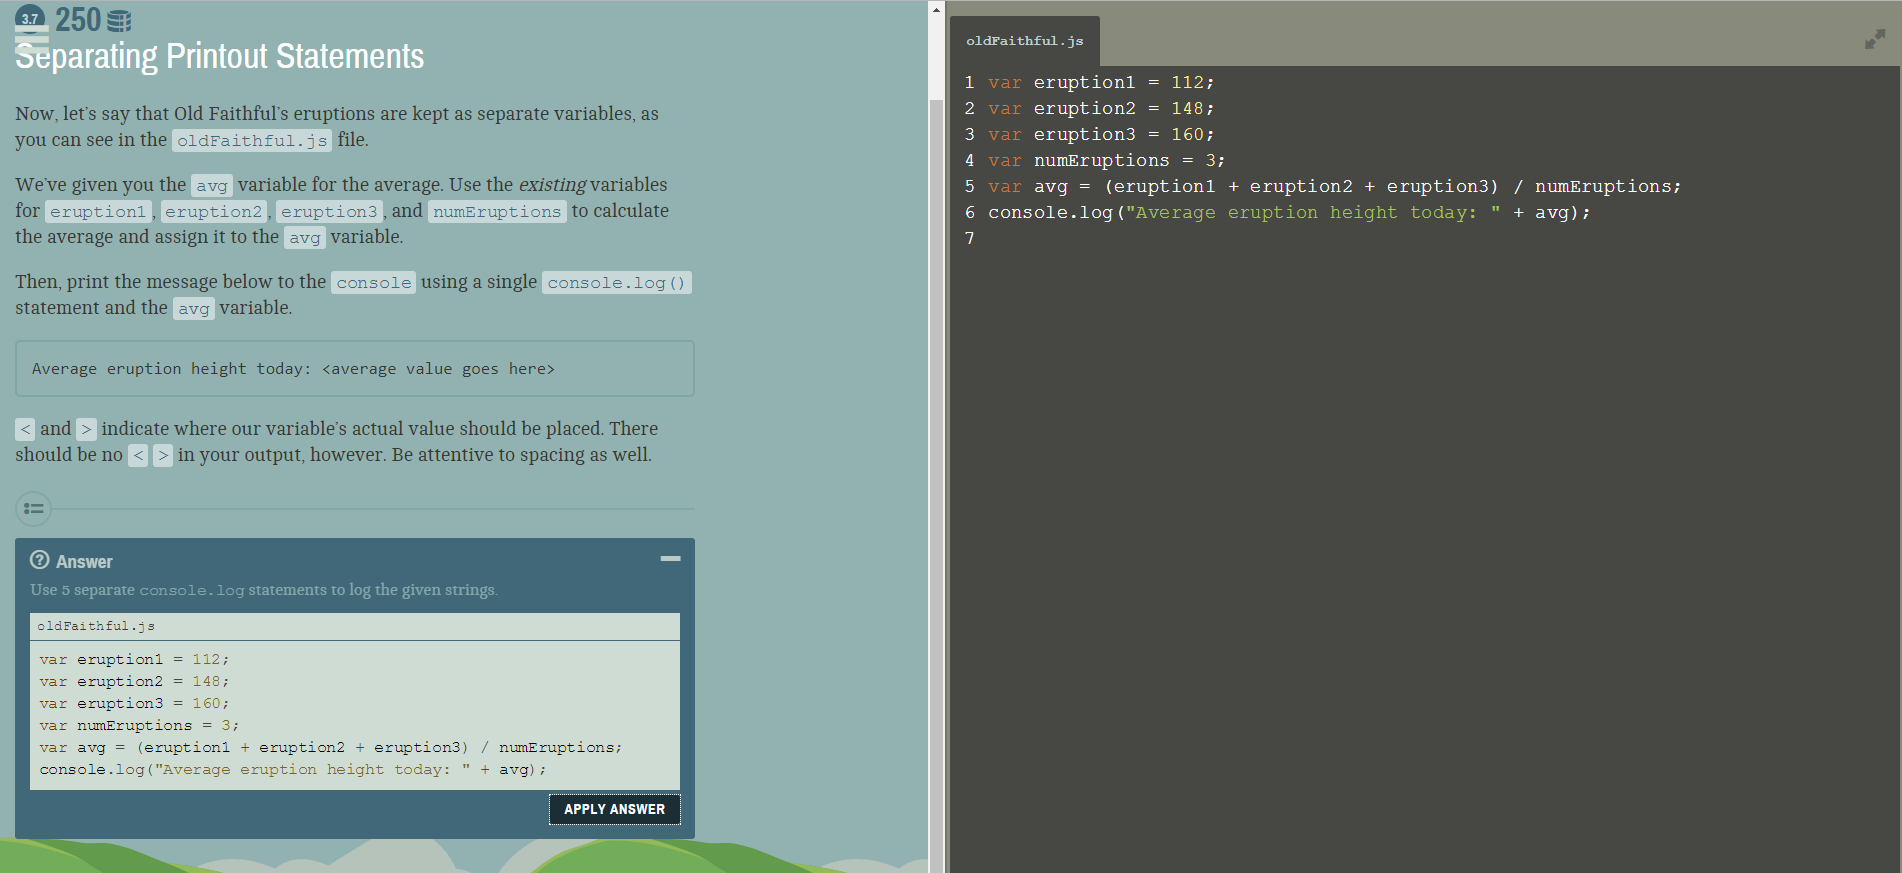 3.7 250
Separating Printout Statements
Now, let's say that Old Faithful's eruptions are kept as separate variables, as
you can see in the oldFaithful.js file.
We've given you the avg variable for the average. Use the existing variables
for eruption1, eruption2, eruption3, and numEruptions to calculate
the average and assign it to the avg variable.
Then, print the message below to the console using a single console.log()
statement and the avg variable.
Average eruption height today: <average value goes here>
< and > indicate where our variable's actual value should be placed. There
should be no < > in your output, however. Be attentive to spacing as well.
? Answer
Use 5 separate console.log statements to log the given strings.
oldFaithful.js
var eruption1 = 112;
var eruption2 = 148;
var eruption3 = 160;
var numEruptions = 3;
var avg = (eruption1 + eruption2 + eruption3) / numEruptions;
console.log("Average eruption height today: " + avg);
APPLY ANSWER
oldFaithful.js
1 var eruption1 = 112;
2 var eruption2 = 148;
3 var eruption3 = 160;
4 var numEruptions = 3;
5 var avg = (eruption1 + eruption2 + eruption3) / numEruptions;
6 console.log("Average eruption height today: " + avg);
7